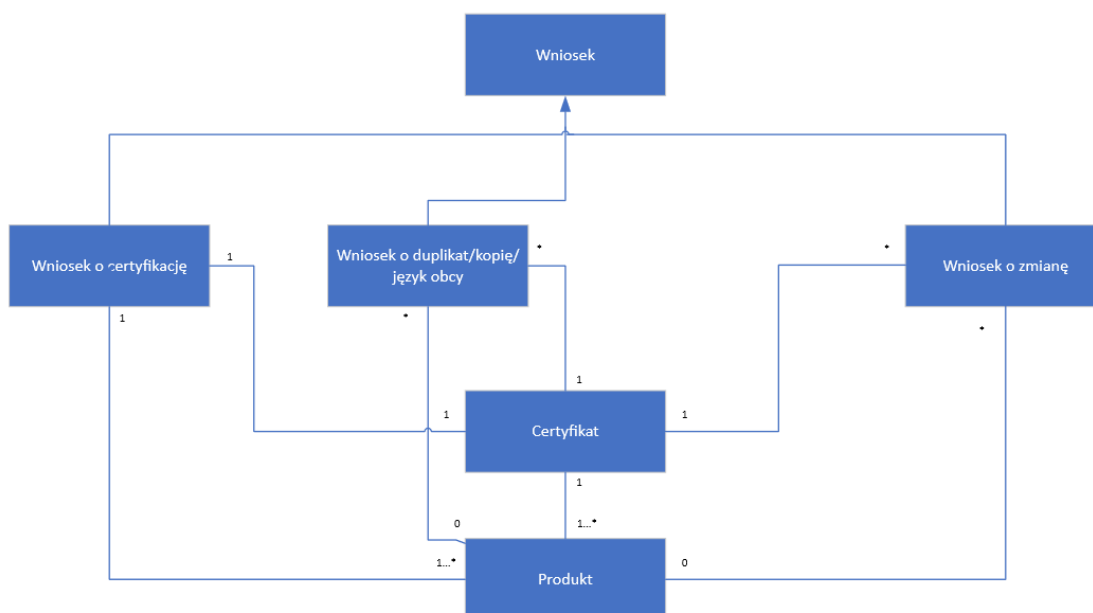 Wniosek
Wniosek o certyfikację
1
Wniosek o duplikat/kopię/
język obcy
*
*
Wniosek o zmianę
1
*
*
1
1
Certyfikat
1
1
0
1...*
1...*
Produkt
0